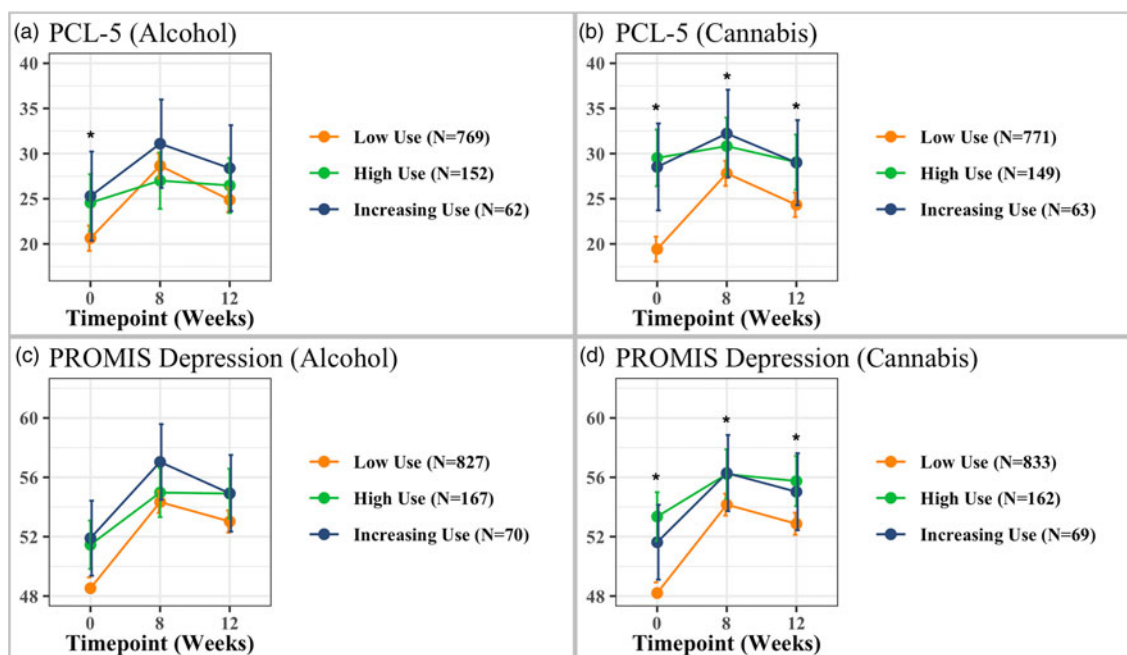 (a) PCL-5 (Alcohol)
40
35
30
25
20
*
0 8 12
Timepoint (Weeks)
Low Use (N=769)
High Use (N=152)
Increasing Use (N=62)
(b) PCL-5 (Cannabis)
40
35
30
25
20
* * *
0 8 12
Timepoint (Weeks)
Low Use (N=771)
High Use (N=149)
Increasing Use (N=63)
(c) PROMIS Depression (Alcohol)
60
56
52
48
0 8 12
Timepoint (Weeks)
Low Use (N=827)
High Use (N=167)
Increasing Use (N=70)
(d) PROMIS Depression (Cannabis)
60
56
52
48
* * *
0 8 12
Timepoint (Weeks)
Low Use (N=833)
High Use (N=162)
Increasing Use (N=69)